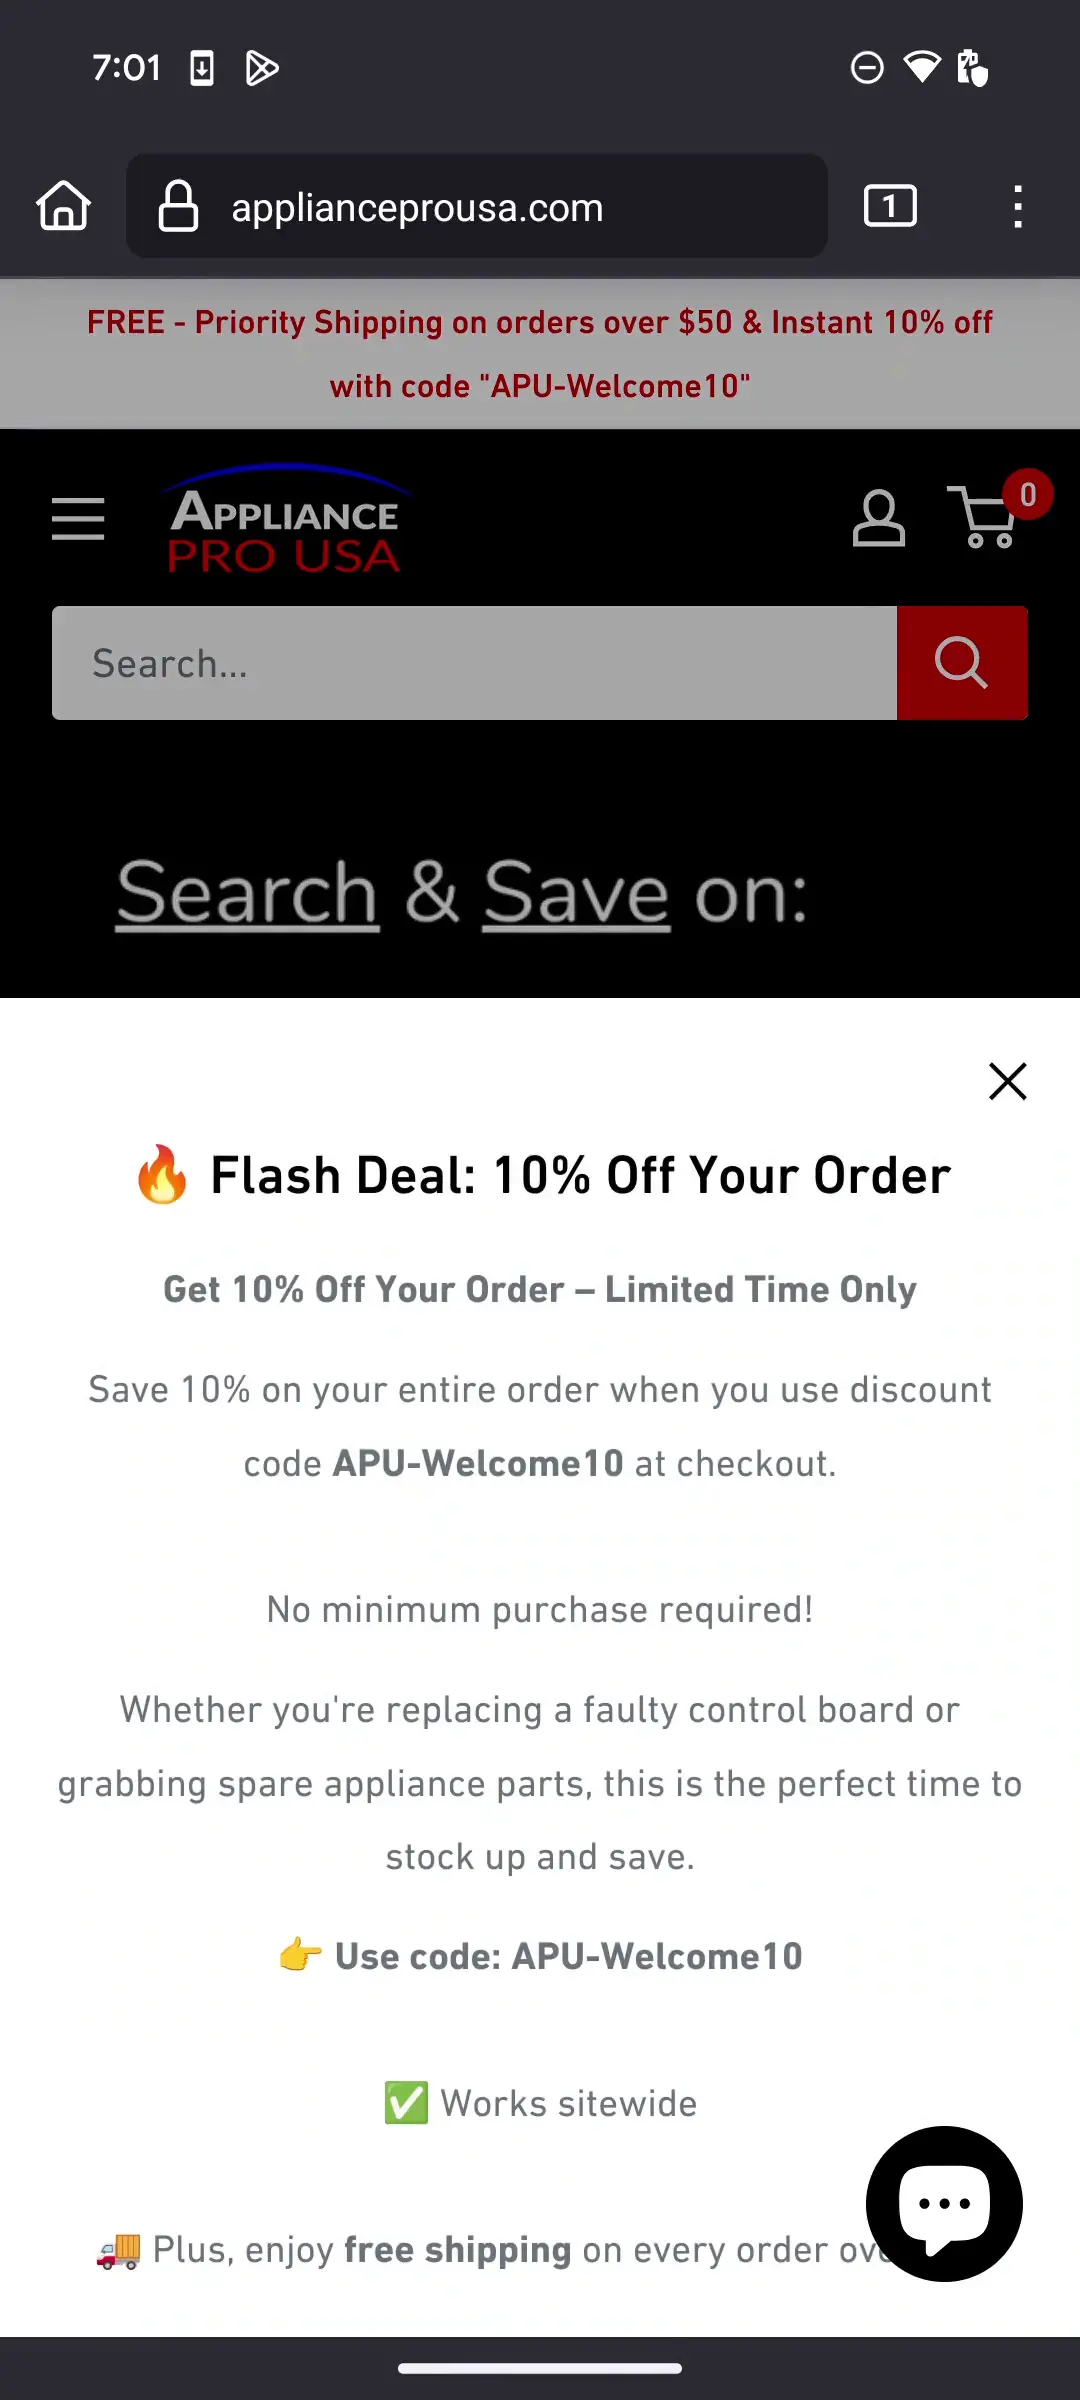 7:01
applianceprousa.com
1
FREE - Priority Shipping on orders over $50 & Instant 10% off
with code "APU-Welcome10"
APPLIANCE
PRO USA
0
Search...
Search & Save on:
🔥 Flash Deal: 10% Off Your Order
Get 10% Off Your Order – Limited Time Only
Save 10% on your entire order when you use discount
code APU-Welcome10 at checkout.
No minimum purchase required!
Whether you're replacing a faulty control board or
grabbing spare appliance parts, this is the perfect time to
stock up and save.
👉 Use code: APU-Welcome10
✅ Works sitewide
🚚 Plus, enjoy free shipping on every order